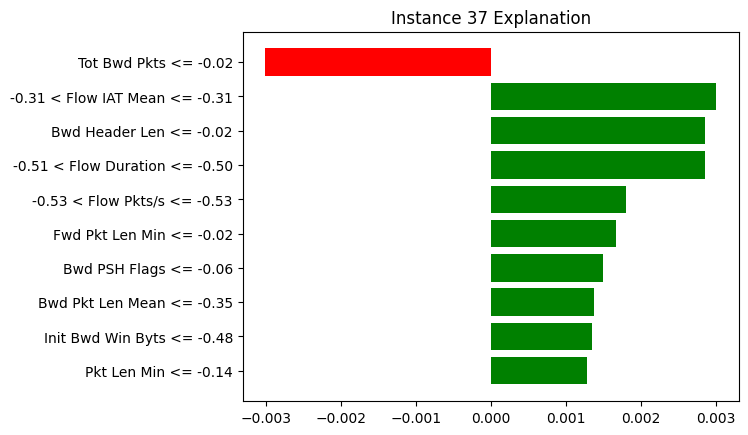 Instance 37 Explanation
Tot Bwd Pkts <= -0.02
-0.31 < Flow IAT Mean <= -0.31
Bwd Header Len <= -0.02
-0.51 < Flow Duration <= -0.50
-0.53 < Flow Pkts/s <= -0.53
Fwd Pkt Len Min <= -0.02
Bwd PSH Flags <= -0.06
Bwd Pkt Len Mean <= -0.35
Init Bwd Win Byts <= -0.48
Pkt Len Min <= -0.14
−0.003 −0.002 −0.001 0.000 0.001 0.002 0.003